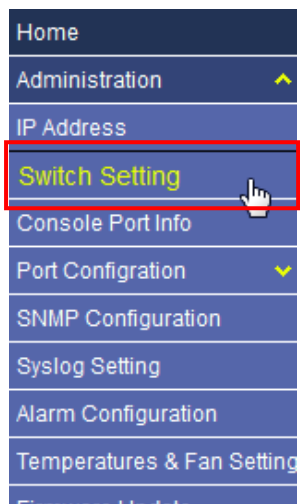 Home
Administration
IP Address
Switch Setting
Console Port Info
Port Configration
SNMP Configuration
Syslog Setting
Alarm Configuration
Temperatures & Fan Setting